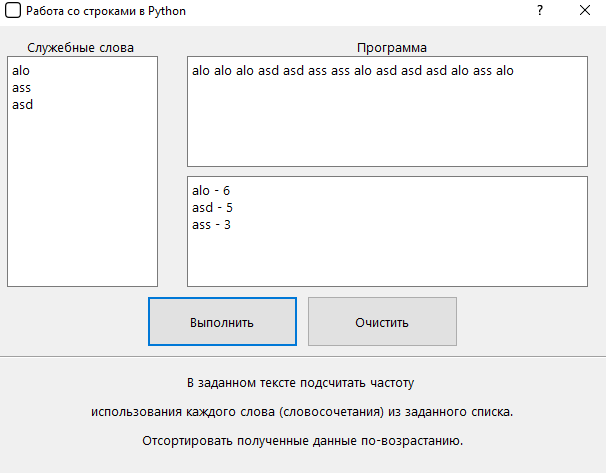 Работа со строками в Python
?
Служебные слова
Программа
alo
ass
asd
alo alo alo asd asd ass ass alo asd asd asd alo ass alo
alo - 6
asd - 5
ass - 3
Выполнить
Очистить
В заданном тексте подсчитать частоту
использования каждого слова (словосочетания) из заданного списка.
Отсортировать полученные данные по-возрастанию.